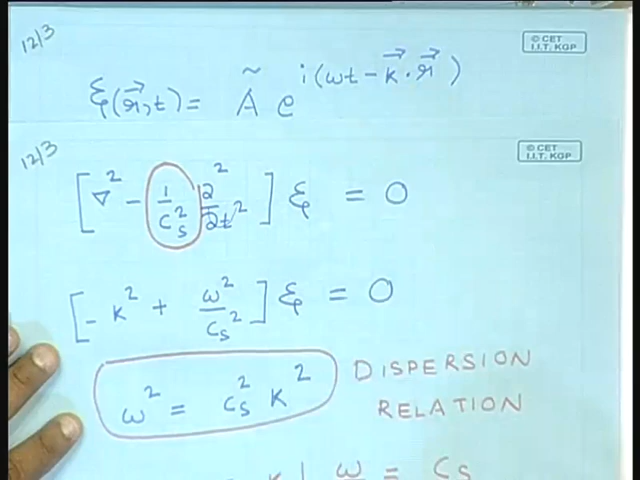 12/3
© CET
I.I.T. KGP
ξ(r⃗,t) = Ã e^{i(ωt − k⃗·r⃗)}
12/3
© CET
I.I.T. KGP
[∇² − 1/C_s² ∂²/∂t²] ξ = 0
[− K² + ω²/C_s²] ξ = 0
ω² = C_s² K² DISPERSION
RELATION
K | ω/ = C_s